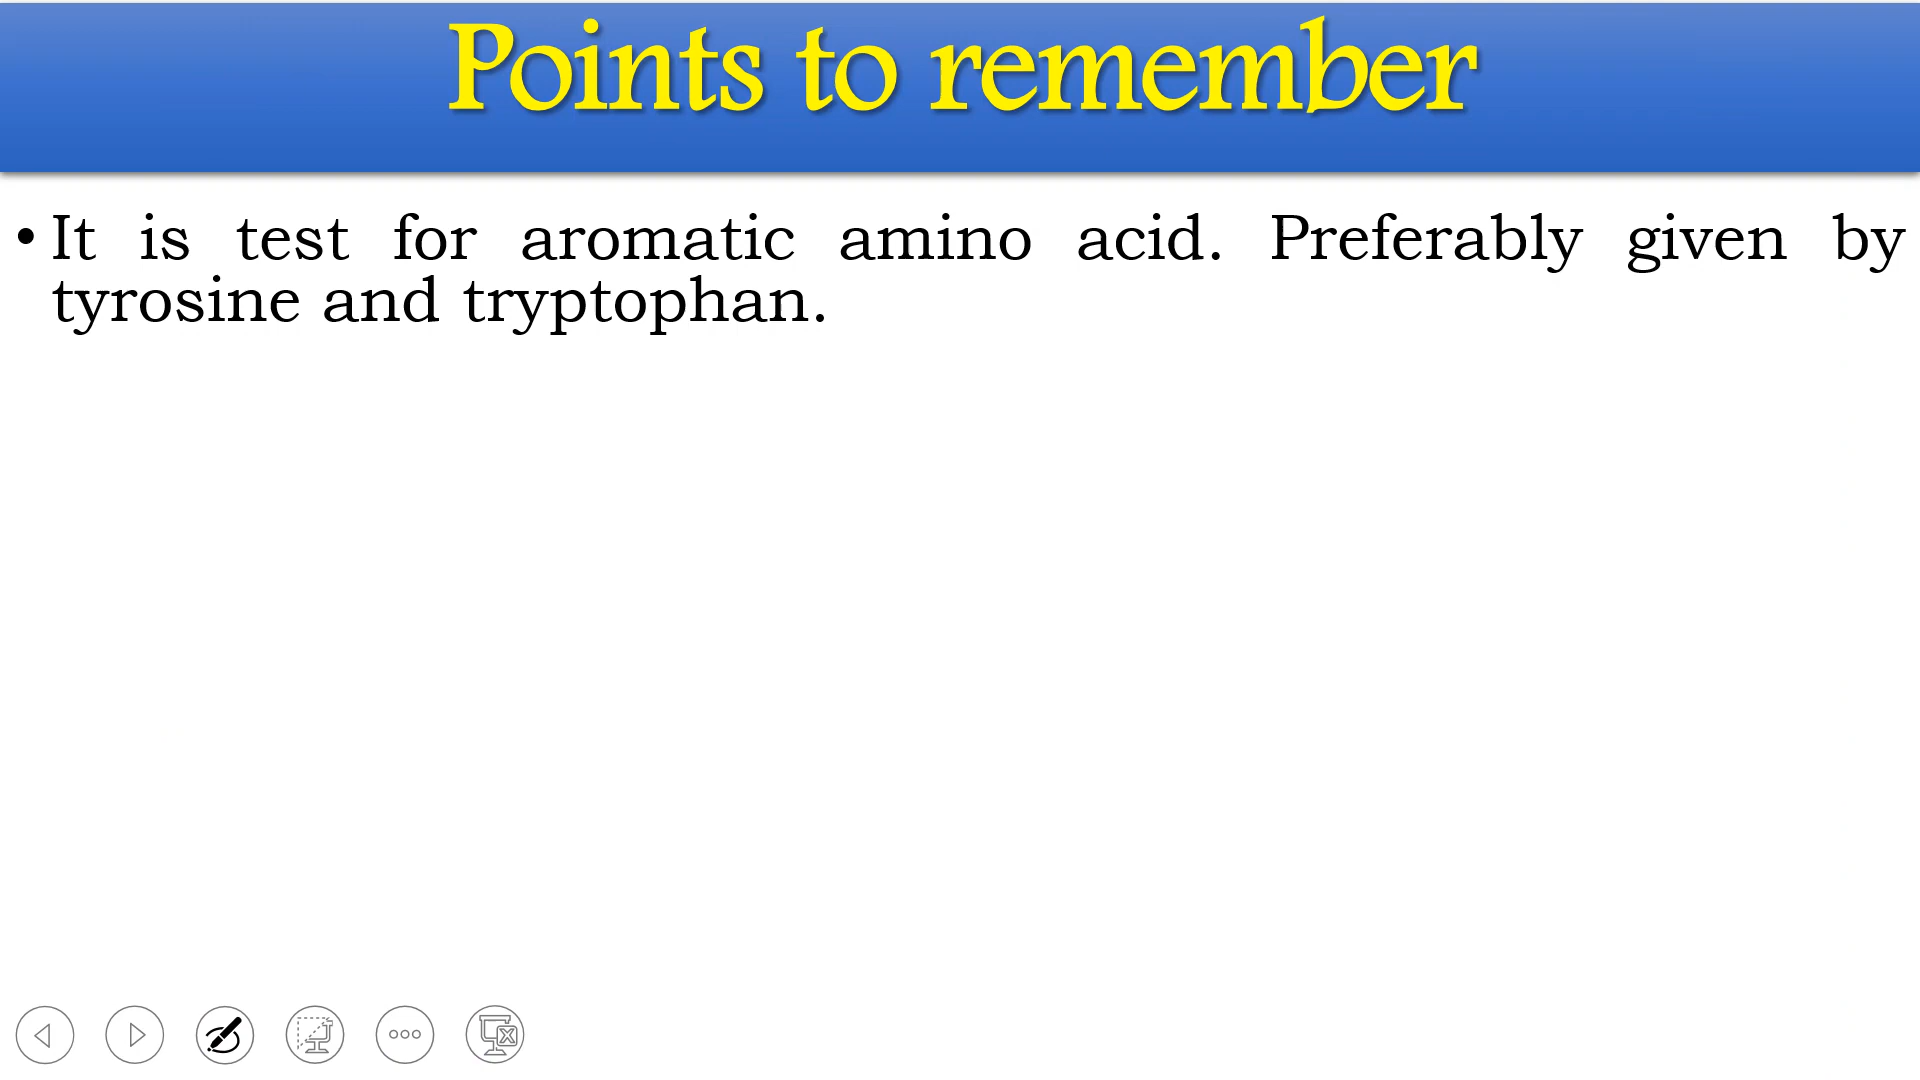 Points to remember
• It is test for aromatic amino acid. Preferably given by
tyrosine and tryptophan.